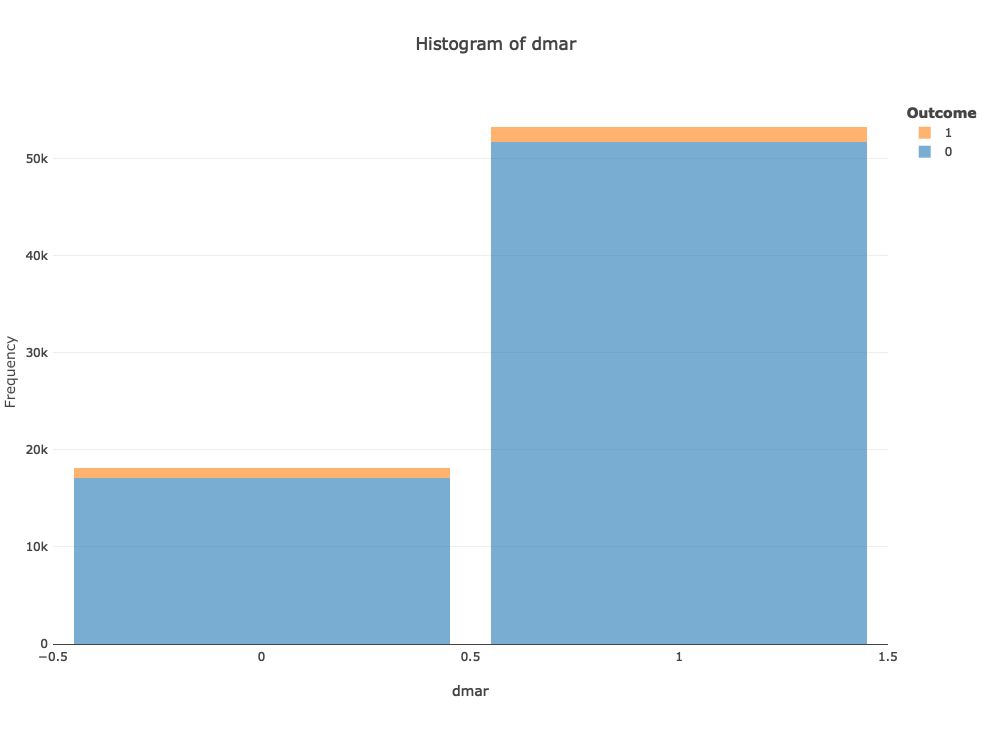 Histogram of dmar
Outcome
1
0
50k
40k
30k
20k
10k
0
Frequency
−0.5
0
0.5
1
1.5
dmar